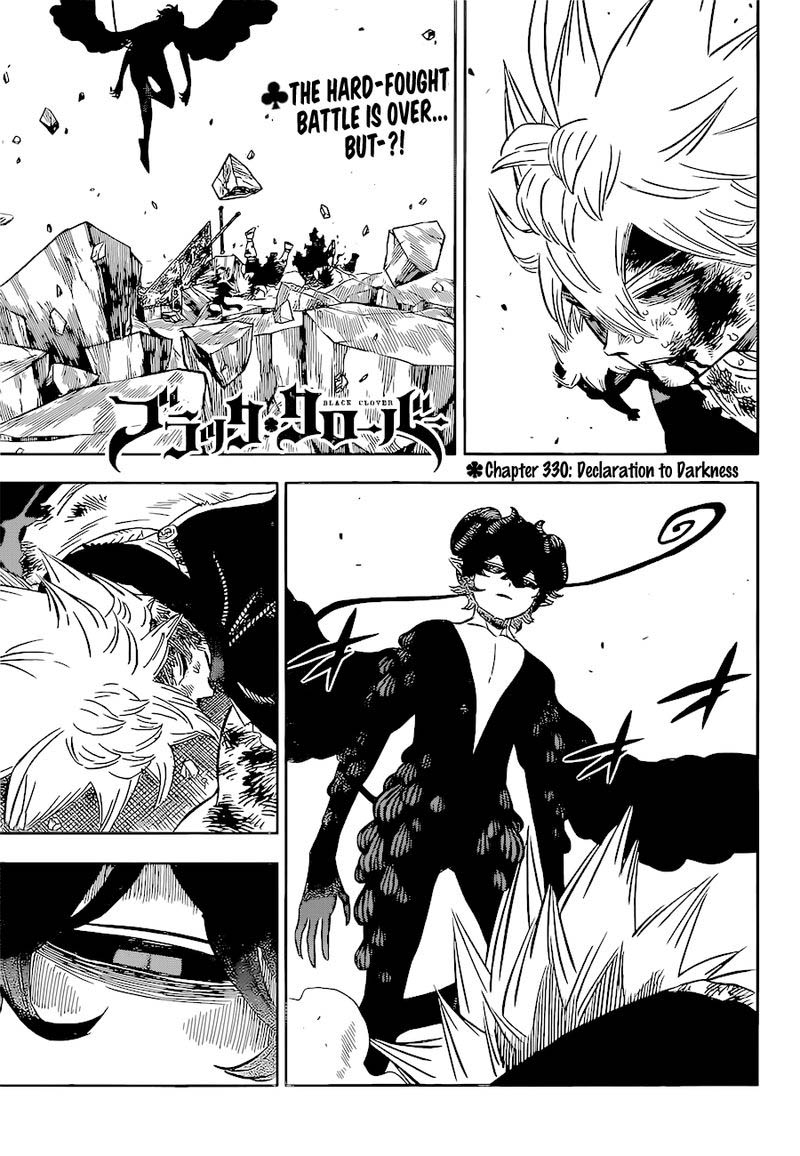 ♣THE HARD-FOUGHT
BATTLE IS OVER...
BUT-?!
BLACK CLOVER
ブラック・クローバー
♣Chapter 330: Declaration to Darkness